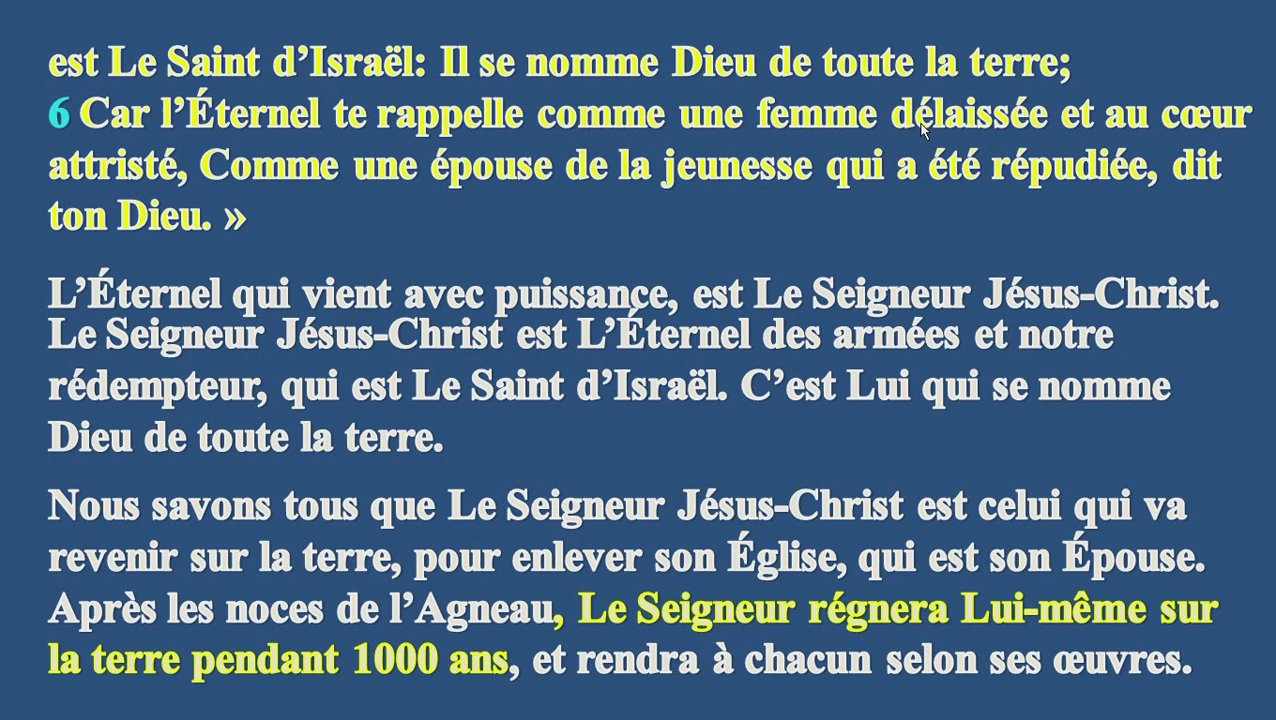 est Le Saint d’Israël: Il se nomme Dieu de toute la terre;
6 Car l’Éternel te rappelle comme une femme délaissée et au cœur
attristé, Comme une épouse de la jeunesse qui a été répudiée, dit
ton Dieu. »
L’Éternel qui vient avec puissance, est Le Seigneur Jésus-Christ.
Le Seigneur Jésus-Christ est L’Éternel des armées et notre
rédempteur, qui est Le Saint d’Israël. C’est Lui qui se nomme
Dieu de toute la terre.
Nous savons tous que Le Seigneur Jésus-Christ est celui qui va
revenir sur la terre, pour enlever son Église, qui est son Épouse.
Après les noces de l’Agneau, Le Seigneur régnera Lui-même sur
la terre pendant 1000 ans, et rendra à chacun selon ses œuvres.